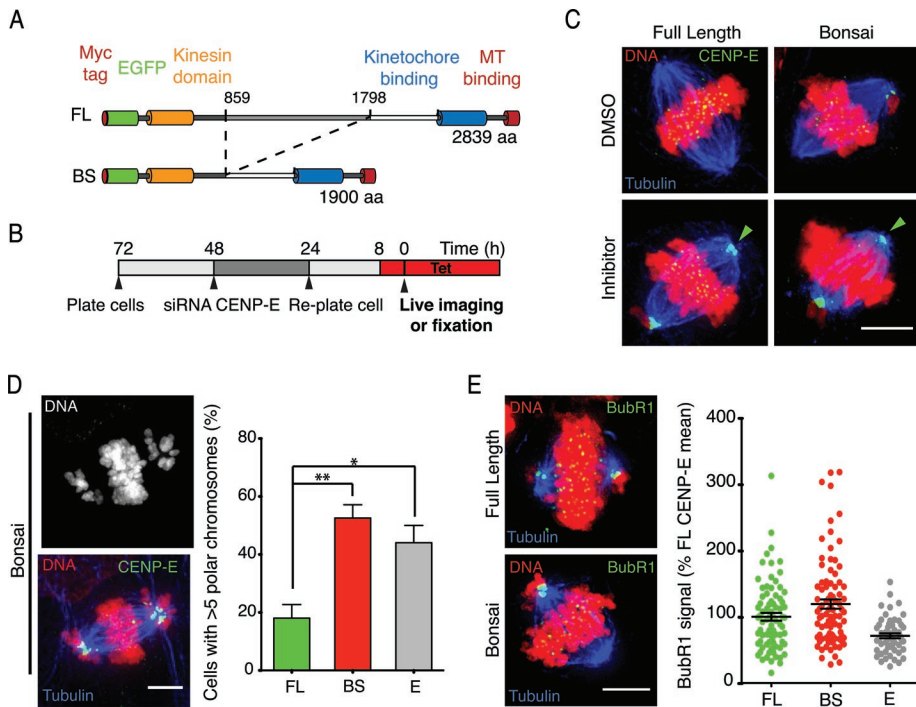 A
Myc tag
EGFP
Kinesin domain
Kinetochore binding
MT binding
859
1798
FL
2839 aa
BS
1900 aa
B
72 48 24 8 0 Time (h)
Tet
Plate cells
siRNA CENP-E
Re-plate cell
Live imaging or fixation
C
Full Length
Bonsai
DMSO
DNA
CENP-E
Tubulin
Inhibitor
D
Bonsai
DNA
DNA
CENP-E
Tubulin
Cells with >5 polar chromosomes (%)
80
60
40
20
0
*
**
FL BS E
E
Full Length
DNA
BubR1
Tubulin
Bonsai
DNA
BubR1
Tubulin
BubR1 signal (% FL CENP-E mean)
400
300
200
100
0
FL BS E